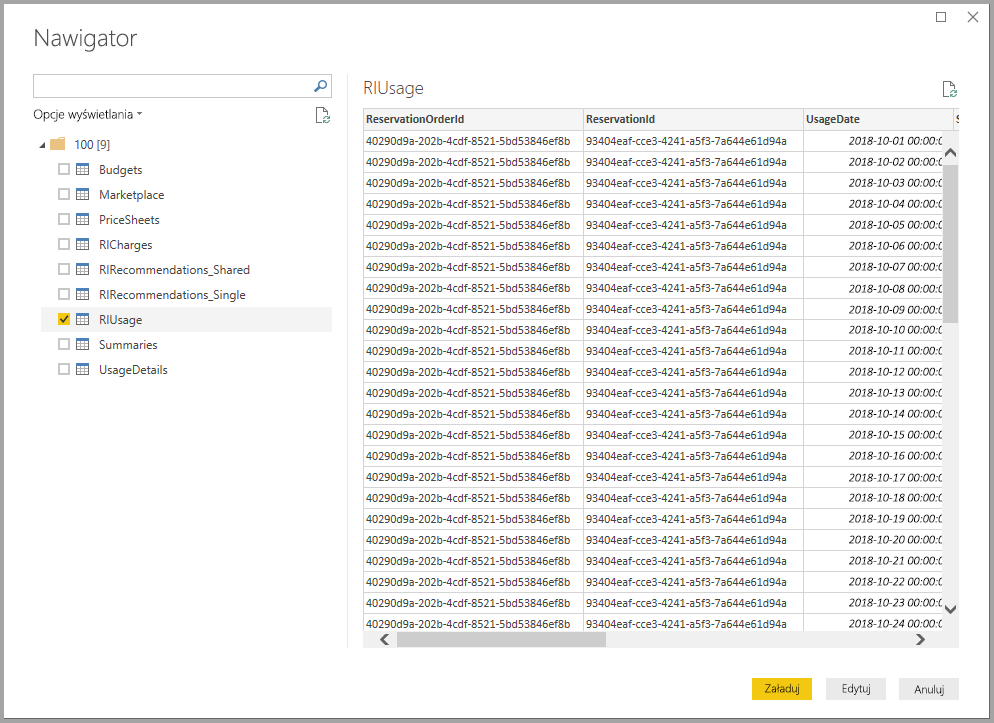 Nawigator
Opcje wyświetlania
100 [9]
Budgets
Marketplace
PriceSheets
RICharges
RIRecommendations_Shared
RIRecommendations_Single
RIUsage
Summaries
UsageDetails
RIUsage
ReservationOrderId ReservationId UsageDate S
40290d9a-202b-4cdf-8521-5bd53846ef8b 93404eaf-cce3-4241-a5f3-7a644e61d94a 2018-10-01 00:00:0
40290d9a-202b-4cdf-8521-5bd53846ef8b 93404eaf-cce3-4241-a5f3-7a644e61d94a 2018-10-02 00:00:0
40290d9a-202b-4cdf-8521-5bd53846ef8b 93404eaf-cce3-4241-a5f3-7a644e61d94a 2018-10-03 00:00:0
40290d9a-202b-4cdf-8521-5bd53846ef8b 93404eaf-cce3-4241-a5f3-7a644e61d94a 2018-10-04 00:00:0
40290d9a-202b-4cdf-8521-5bd53846ef8b 93404eaf-cce3-4241-a5f3-7a644e61d94a 2018-10-05 00:00:0
40290d9a-202b-4cdf-8521-5bd53846ef8b 93404eaf-cce3-4241-a5f3-7a644e61d94a 2018-10-06 00:00:0
40290d9a-202b-4cdf-8521-5bd53846ef8b 93404eaf-cce3-4241-a5f3-7a644e61d94a 2018-10-07 00:00:0
40290d9a-202b-4cdf-8521-5bd53846ef8b 93404eaf-cce3-4241-a5f3-7a644e61d94a 2018-10-08 00:00:0
40290d9a-202b-4cdf-8521-5bd53846ef8b 93404eaf-cce3-4241-a5f3-7a644e61d94a 2018-10-09 00:00:0
40290d9a-202b-4cdf-8521-5bd53846ef8b 93404eaf-cce3-4241-a5f3-7a644e61d94a 2018-10-10 00:00:0
40290d9a-202b-4cdf-8521-5bd53846ef8b 93404eaf-cce3-4241-a5f3-7a644e61d94a 2018-10-11 00:00:0
40290d9a-202b-4cdf-8521-5bd53846ef8b 93404eaf-cce3-4241-a5f3-7a644e61d94a 2018-10-12 00:00:0
40290d9a-202b-4cdf-8521-5bd53846ef8b 93404eaf-cce3-4241-a5f3-7a644e61d94a 2018-10-13 00:00:0
40290d9a-202b-4cdf-8521-5bd53846ef8b 93404eaf-cce3-4241-a5f3-7a644e61d94a 2018-10-14 00:00:0
40290d9a-202b-4cdf-8521-5bd53846ef8b 93404eaf-cce3-4241-a5f3-7a644e61d94a 2018-10-15 00:00:0
40290d9a-202b-4cdf-8521-5bd53846ef8b 93404eaf-cce3-4241-a5f3-7a644e61d94a 2018-10-16 00:00:0
40290d9a-202b-4cdf-8521-5bd53846ef8b 93404eaf-cce3-4241-a5f3-7a644e61d94a 2018-10-17 00:00:0
40290d9a-202b-4cdf-8521-5bd53846ef8b 93404eaf-cce3-4241-a5f3-7a644e61d94a 2018-10-18 00:00:0
40290d9a-202b-4cdf-8521-5bd53846ef8b 93404eaf-cce3-4241-a5f3-7a644e61d94a 2018-10-19 00:00:0
40290d9a-202b-4cdf-8521-5bd53846ef8b 93404eaf-cce3-4241-a5f3-7a644e61d94a 2018-10-20 00:00:0
40290d9a-202b-4cdf-8521-5bd53846ef8b 93404eaf-cce3-4241-a5f3-7a644e61d94a 2018-10-21 00:00:0
40290d9a-202b-4cdf-8521-5bd53846ef8b 93404eaf-cce3-4241-a5f3-7a644e61d94a 2018-10-22 00:00:0
40290d9a-202b-4cdf-8521-5bd53846ef8b 93404eaf-cce3-4241-a5f3-7a644e61d94a 2018-10-23 00:00:0
40290d9a-202b-4cdf-8521-5bd53846ef8b 93404eaf-cce3-4241-a5f3-7a644e61d94a 2018-10-24 00:00:0
Załaduj Edytuj Anuluj